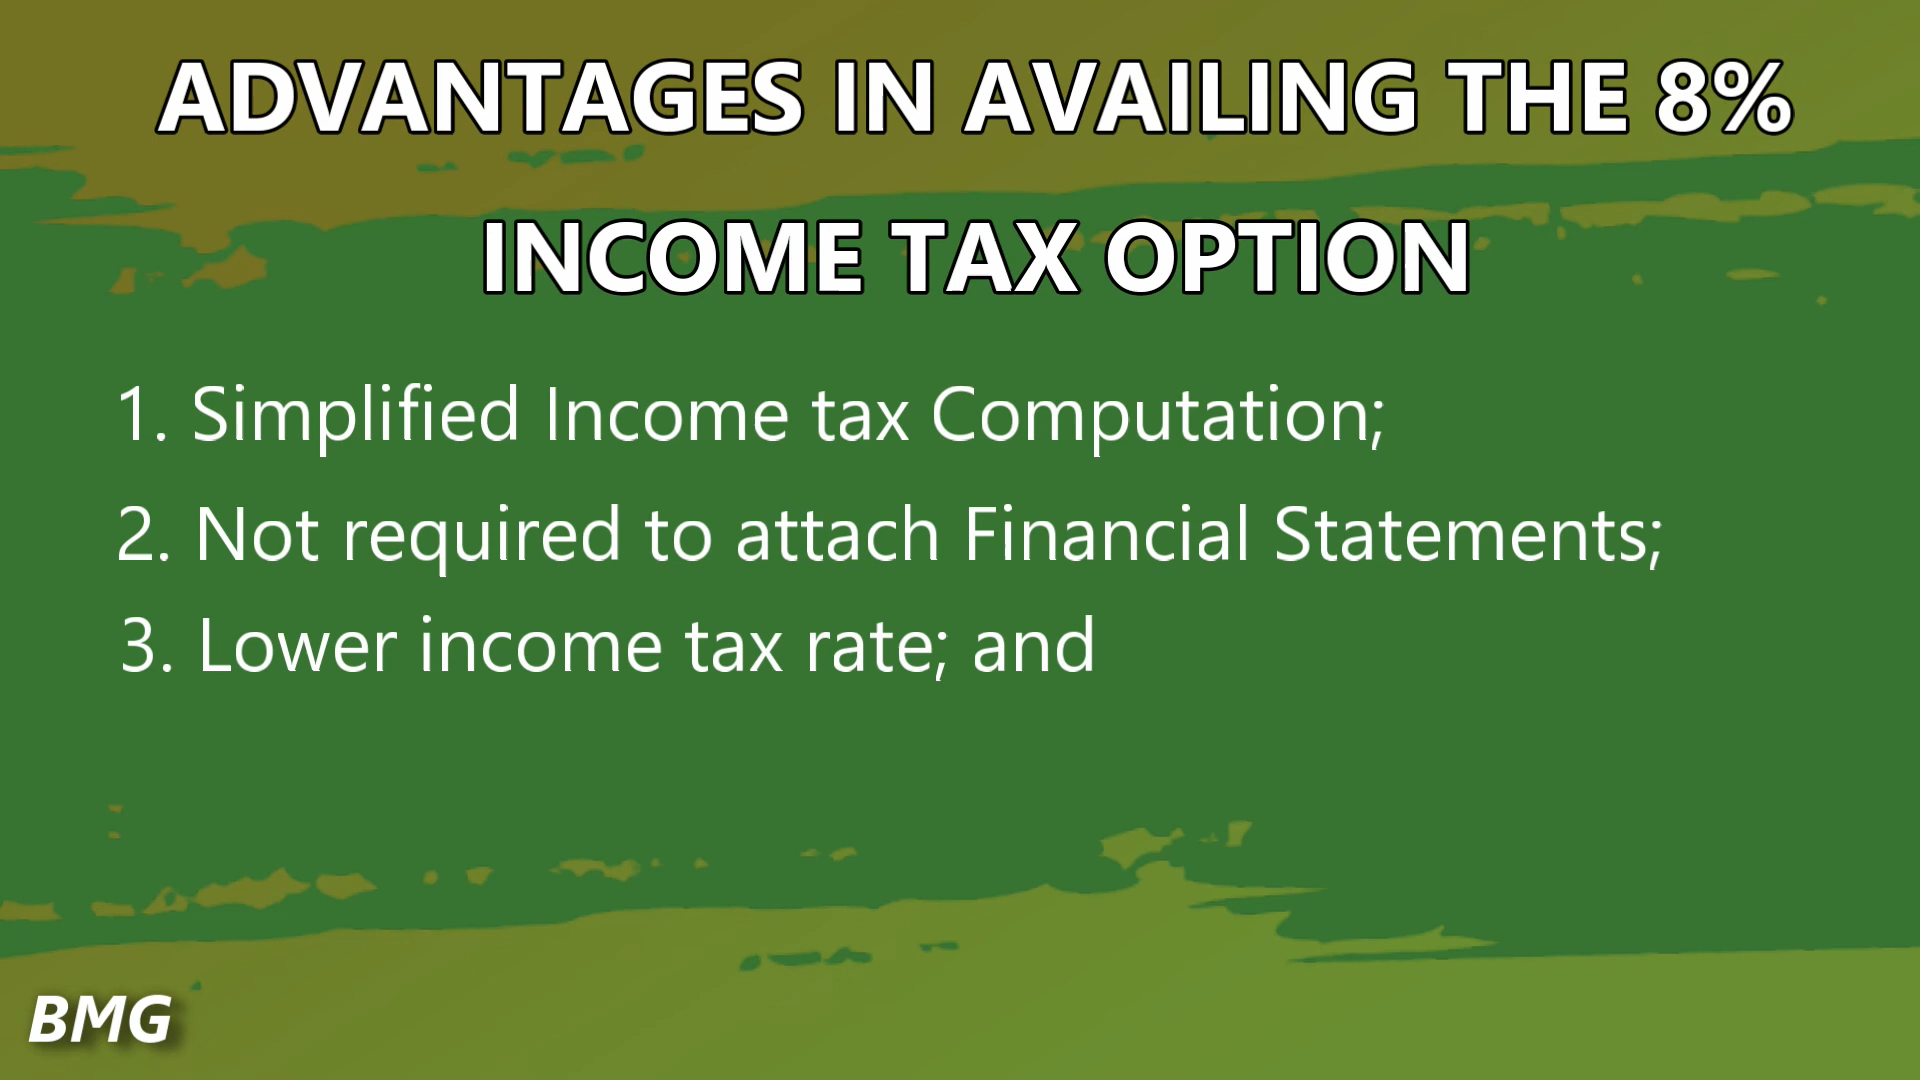 ADVANTAGES IN AVAILING THE 8%
INCOME TAX OPTION
1. Simplified Income tax Computation;
2. Not required to attach Financial Statements;
3. Lower income tax rate; and
BMG